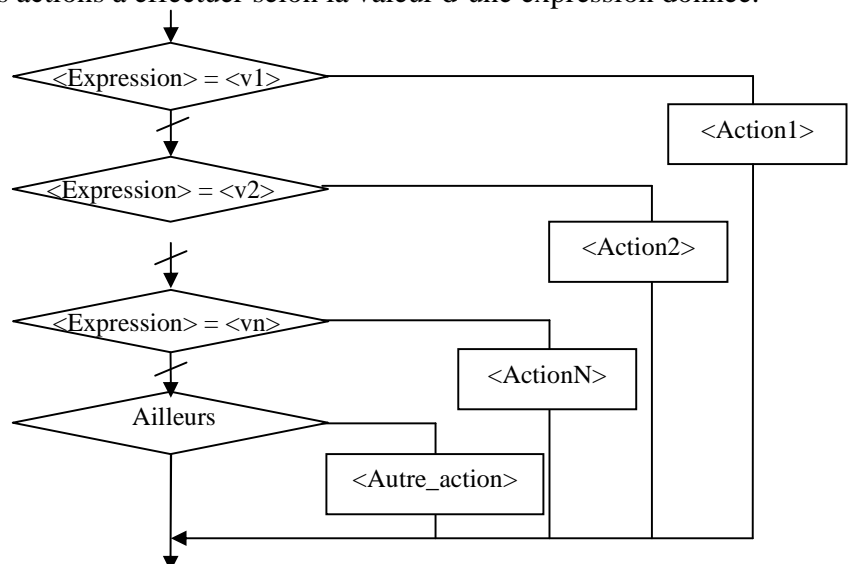 s actions à effectuer selon la valeur d'une expression donnée.
<Expression> = <v1>
<Action1>
<Expression> = <v2>
<Action2>
<Expression> = <vn>
<ActionN>
Ailleurs
<Autre_action>